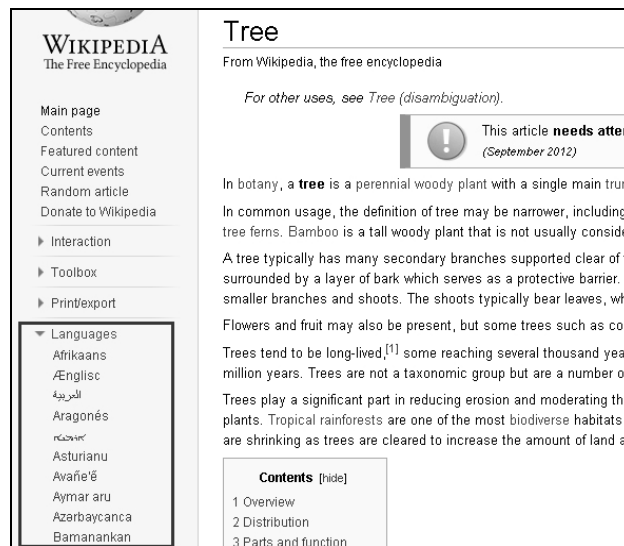 WIKIPEDIA
The Free Encyclopedia
Main page
Contents
Featured content
Current events
Random article
Donate to Wikipedia
Interaction
Toolbox
Print/export
Languages
Afrikaans
Ænglisc
العربية
Aragonés
Asturianu
Avañe'ẽ
Aymar aru
Azərbaycanca
Bamanankan
Tree
From Wikipedia, the free encyclopedia
For other uses, see Tree (disambiguation).
This article needs atte
(September 2012)
In botany, a tree is a perennial woody plant with a single main
In common usage, the definition of tree may be narrower, including
tree ferns. Bamboo is a tall woody plant that is not usually
A tree typically has many secondary branches supported clear of
surrounded by a layer of bark which serves as a protective barrier.
smaller branches and shoots. The shoots typically bear leaves,
Flowers and fruit may also be present, but some trees such as
Trees tend to be long-lived,[1] some reaching several thousand
million years. Trees are not a taxonomic group but are a number
Trees play a significant part in reducing erosion and moderating
plants. Tropical rainforests are one of the most biodiverse habitats
are shrinking as trees are cleared to increase the amount of land
Contents [hide]
1 Overview
2 Distribution
3 Parts and function